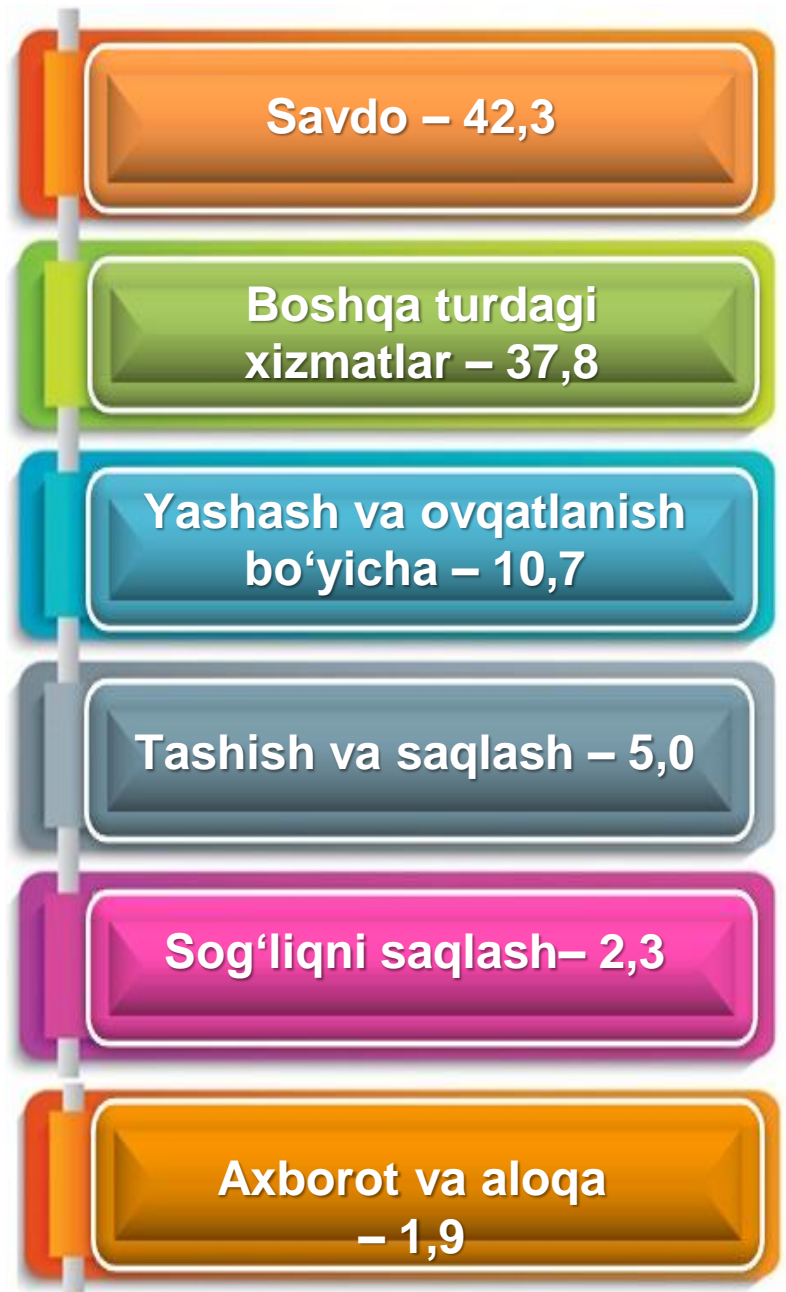 Savdo – 42,3
Boshqa turdagi
xizmatlar – 37,8
Yashash va ovqatlanish
bo‘yicha – 10,7
Tashish va saqlash – 5,0
Sog‘liqni saqlash– 2,3
Axborot va aloqa
– 1,9